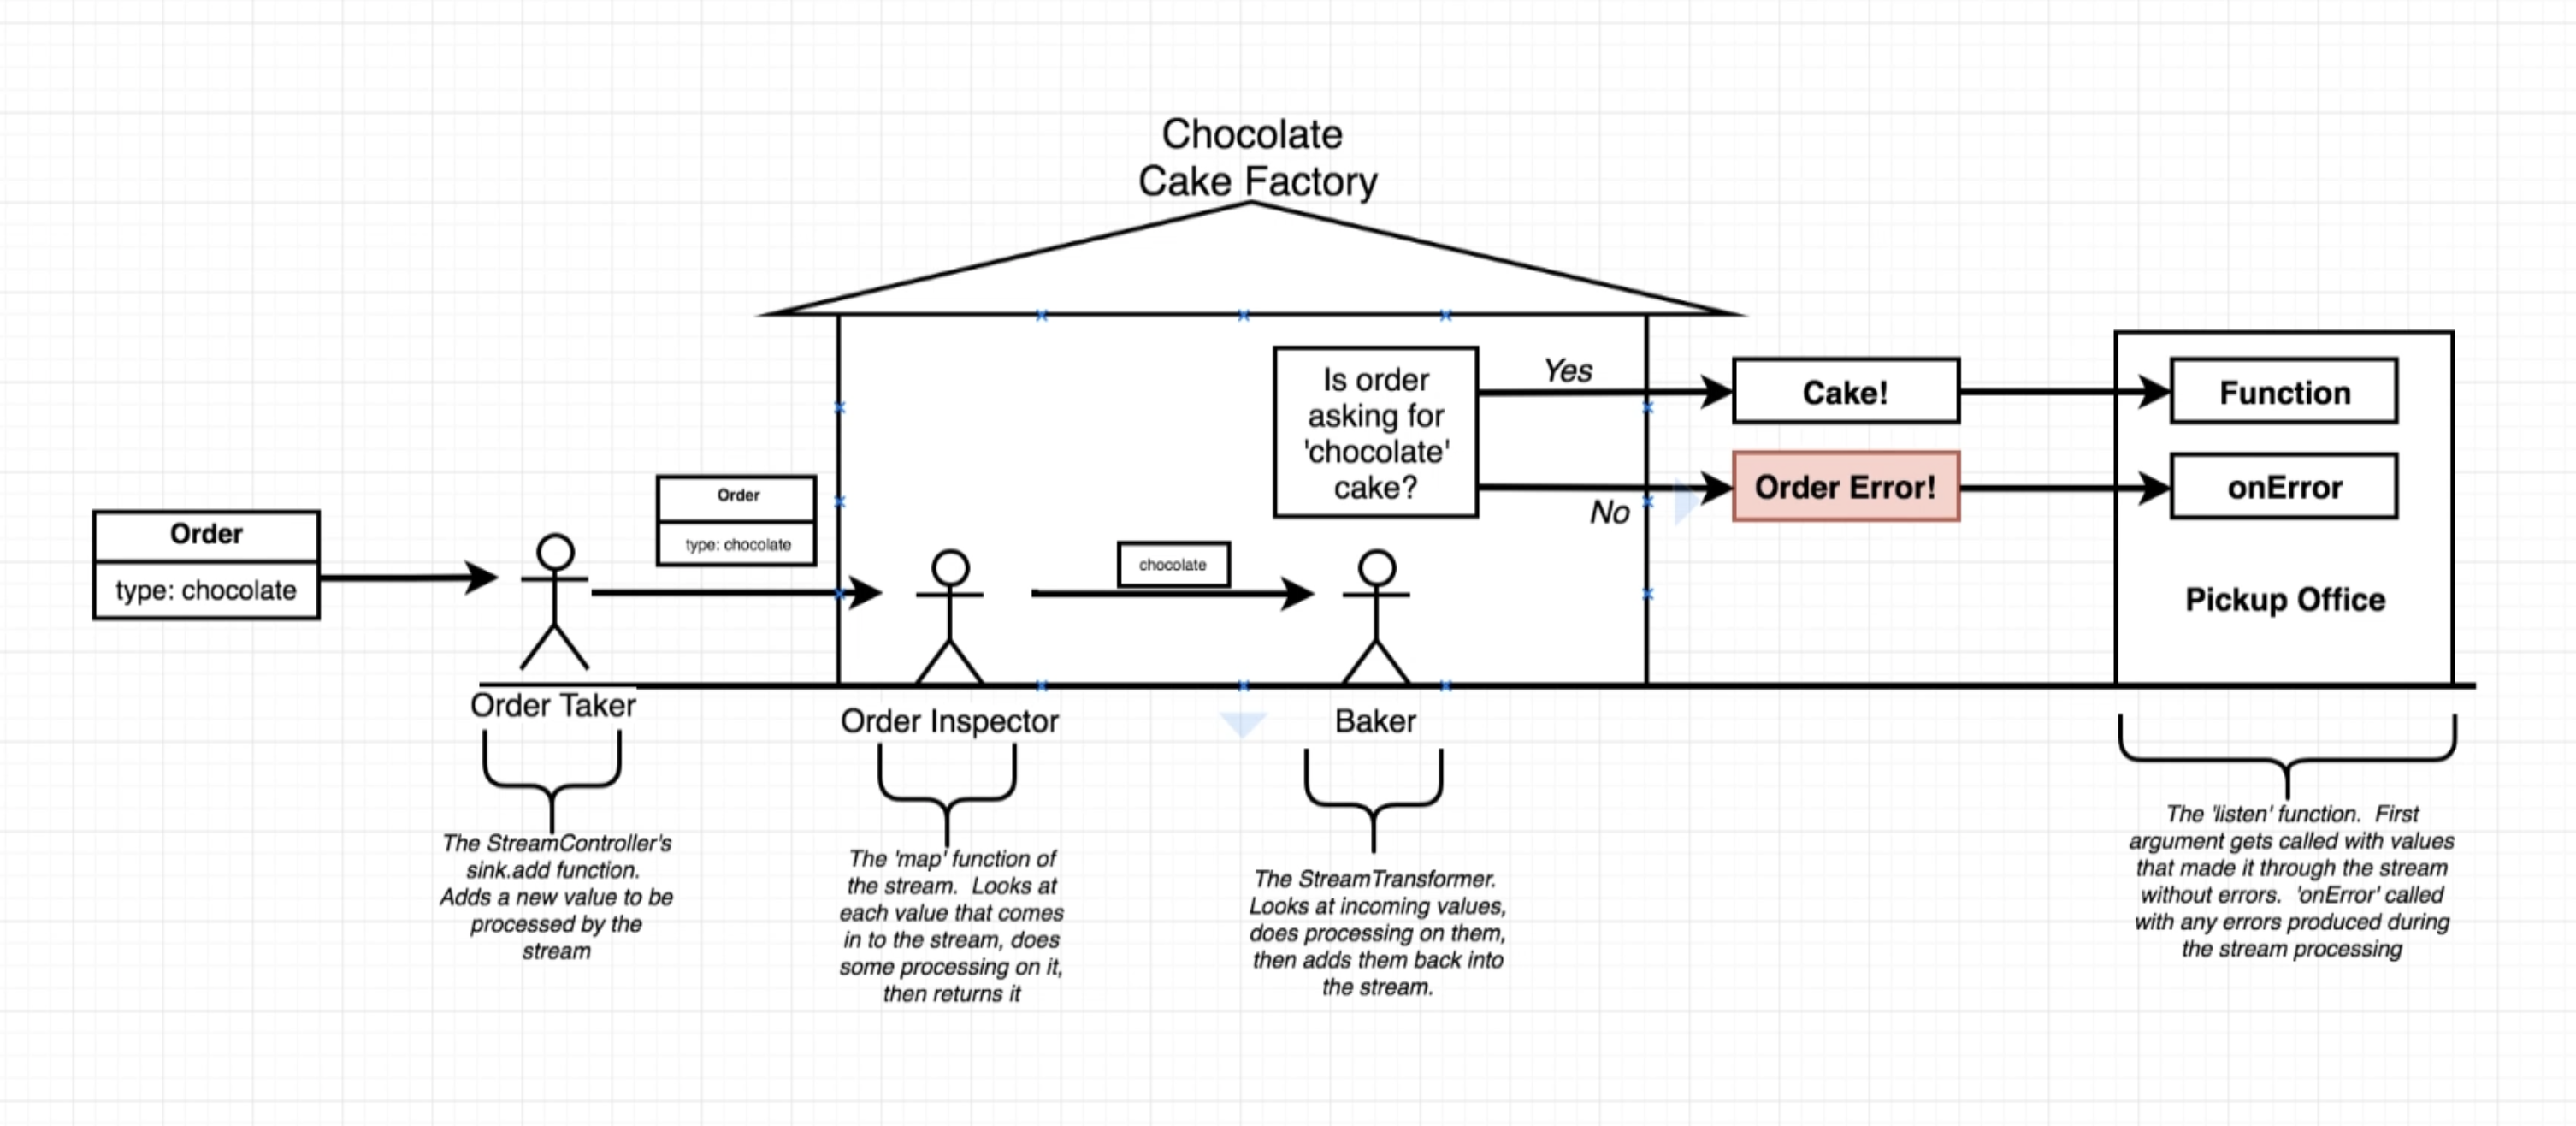 Chocolate
Cake Factory
Is order
asking for
'chocolate'
cake?
Yes
No
Cake!
Order Error!
Function
onError
Pickup Office
Order
type: chocolate
Order
type: chocolate
chocolate
Order Taker
Order Inspector
Baker
The StreamController's
sink.add function.
Adds a new value to be
processed by the
stream
The 'map' function of
the stream. Looks at
each value that comes
in to the stream, does
some processing on it,
then returns it
The StreamTransformer.
Looks at incoming values,
does processing on them,
then adds them back into
the stream.
The 'listen' function. First
argument gets called with values
that made it through the stream
without errors. 'onError' called
with any errors produced during
the stream processing